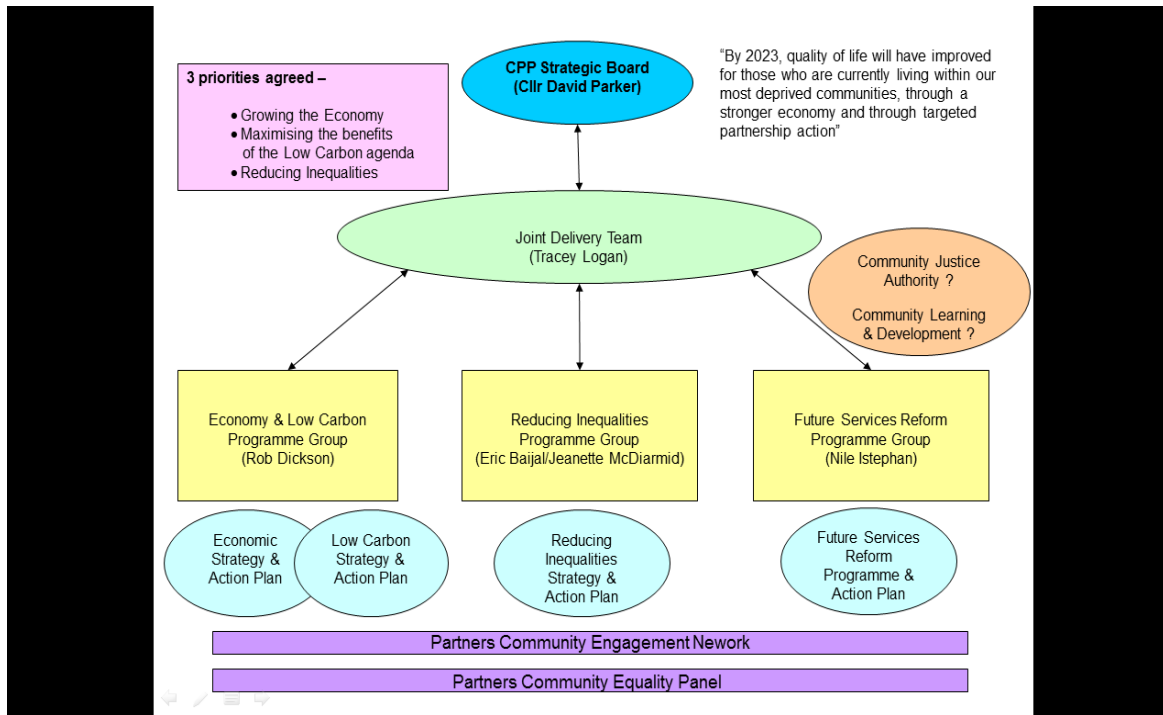 3 priorities agreed –
• Growing the Economy
• Maximising the benefits
of the Low Carbon agenda
• Reducing Inequalities
CPP Strategic Board
(Cllr David Parker)
“By 2023, quality of life will have improved
for those who are currently living within our
most deprived communities, through a
stronger economy and through targeted
partnership action”
Joint Delivery Team
(Tracey Logan)
Community Justice
Authority ?
Community Learning
& Development ?
Economy & Low Carbon
Programme Group
(Rob Dickson)
Reducing Inequalities
Programme Group
(Eric Baijal/Jeanette McDiarmid)
Future Services Reform
Programme Group
(Nile Istephan)
Economic
Strategy &
Action Plan
Low Carbon
Strategy &
Action Plan
Reducing
Inequalities
Strategy &
Action Plan
Future Services
Reform
Programme &
Action Plan
Partners Community Engagement Nework
Partners Community Equality Panel